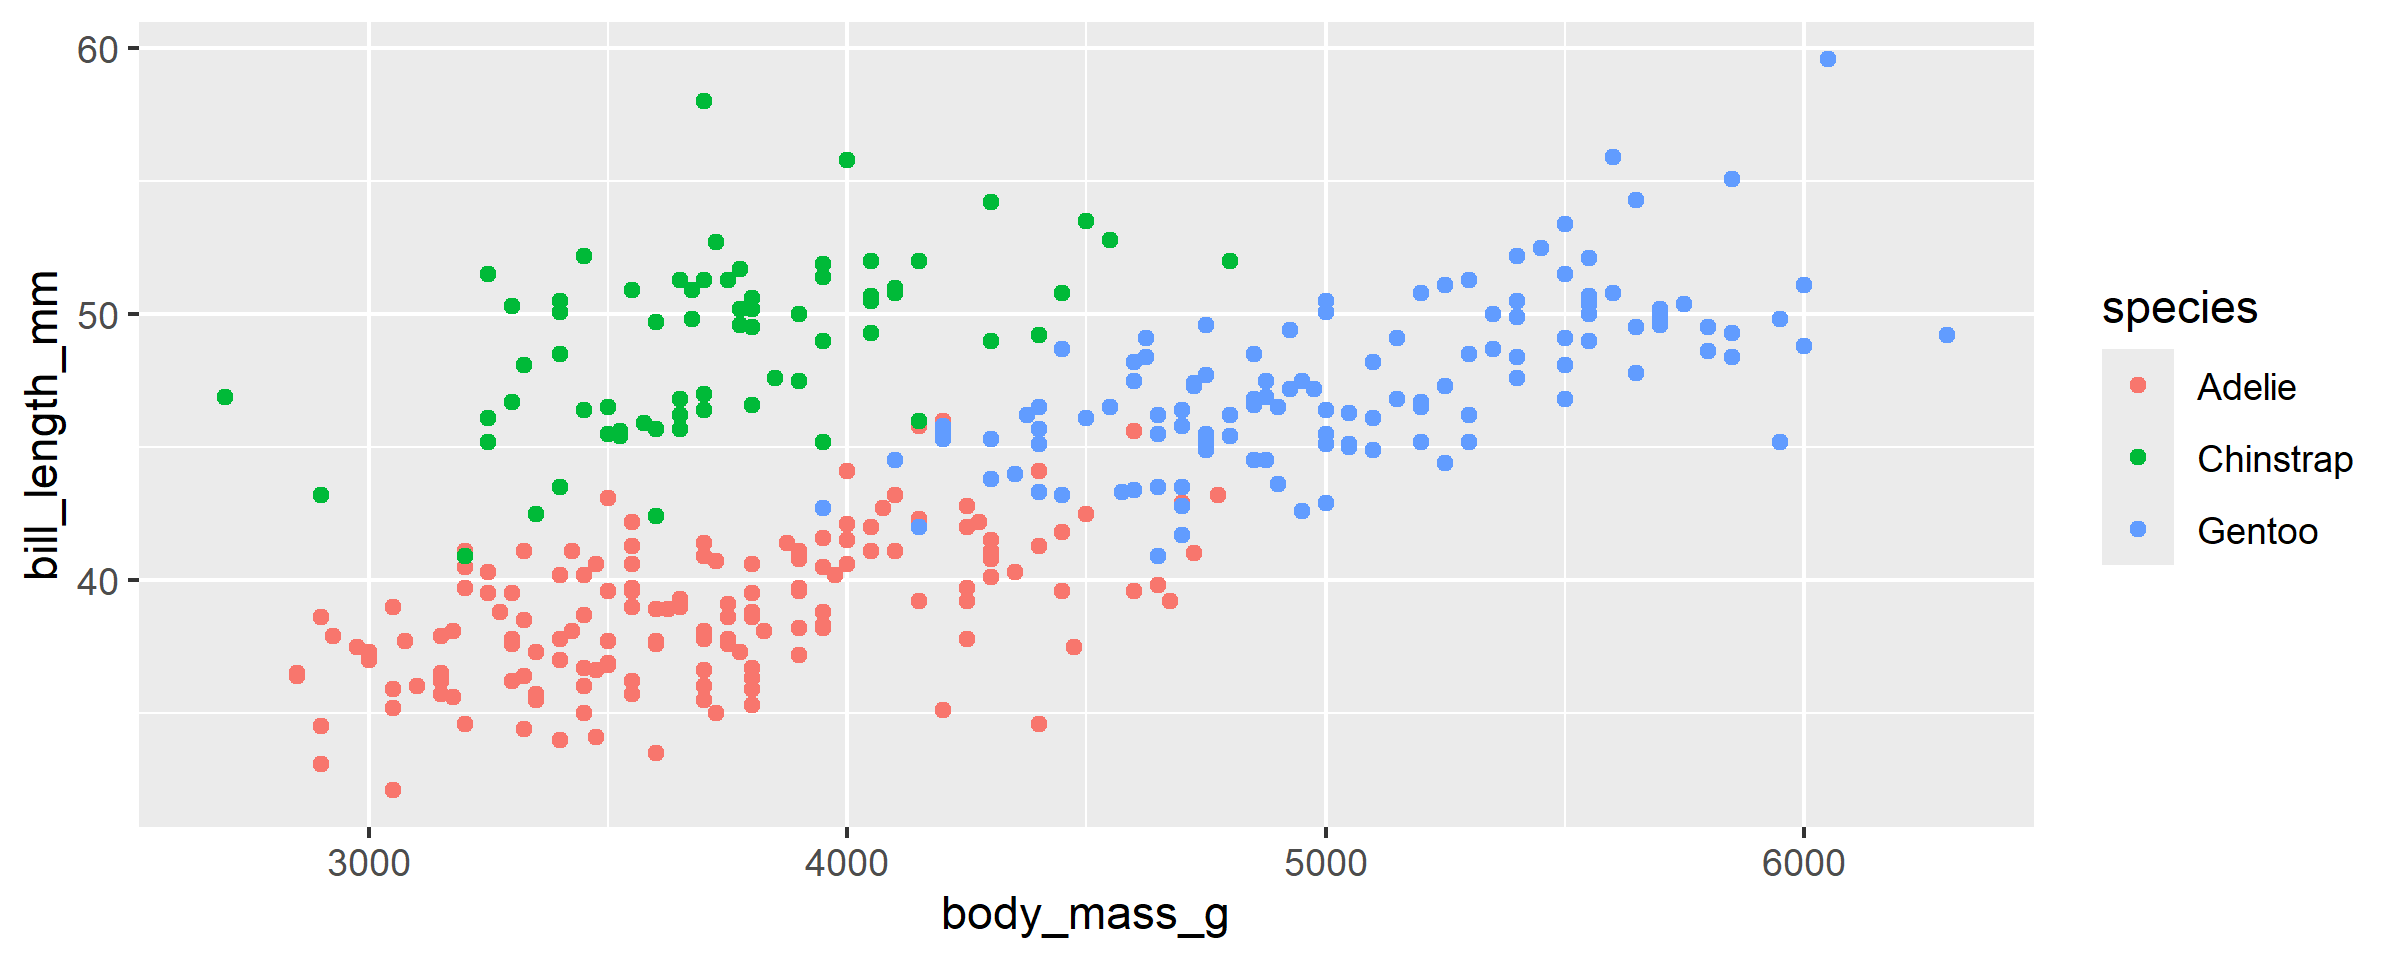 60
50
40
bill_length_mm
3000 4000 5000 6000
body_mass_g
species
Adelie
Chinstrap
Gentoo